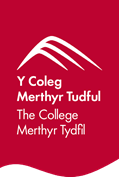 Y Coleg
Merthyr Tudful
The College
Merthyr Tydfil